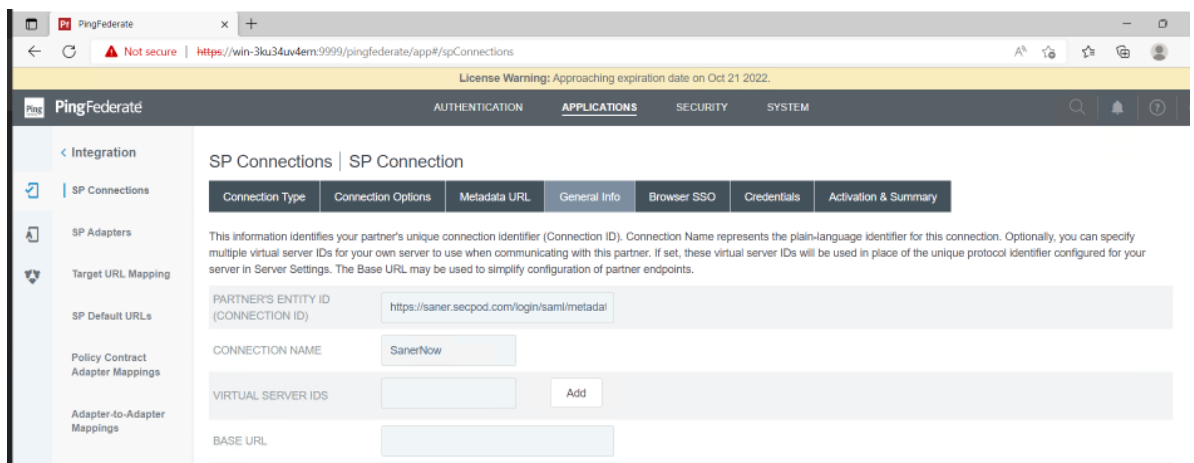 PingFederate
Not secure | https://win-3ku34uv4ern:9999/pingfederate/app#/spConnections
License Warning: Approaching expiration date on Oct 21 2022.
Ping PingFederate AUTHENTICATION APPLICATIONS SECURITY SYSTEM
< Integration
SP Connections
SP Adapters
Target URL Mapping
SP Default URLs
Policy Contract
Adapter Mappings
Adapter-to-Adapter
Mappings
SP Connections | SP Connection
Connection Type Connection Options Metadata URL General Info Browser SSO Credentials Activation & Summary
This information identifies your partner's unique connection identifier (Connection ID). Connection Name represents the plain-language identifier for this connection. Optionally, you can specify
multiple virtual server IDs for your own server to use when communicating with this partner. If set, these virtual server IDs will be used in place of the unique protocol identifier configured for your
server in Server Settings. The Base URL may be used to simplify configuration of partner endpoints.
PARTNER'S ENTITY ID
(CONNECTION ID)
https://saner.secpod.com/login/saml/metadat
CONNECTION NAME
SanerNow
VIRTUAL SERVER IDS
Add
BASE URL